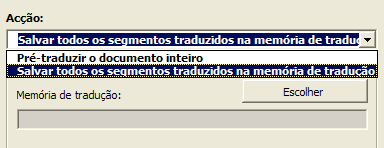 Acção:
Salvar todos os segmentos traduzidos na memória de traduç
Pré-traduzir o documento inteiro
Salvar todos os segmentos traduzidos na memória de tradução
Memória de tradução:
Escolher